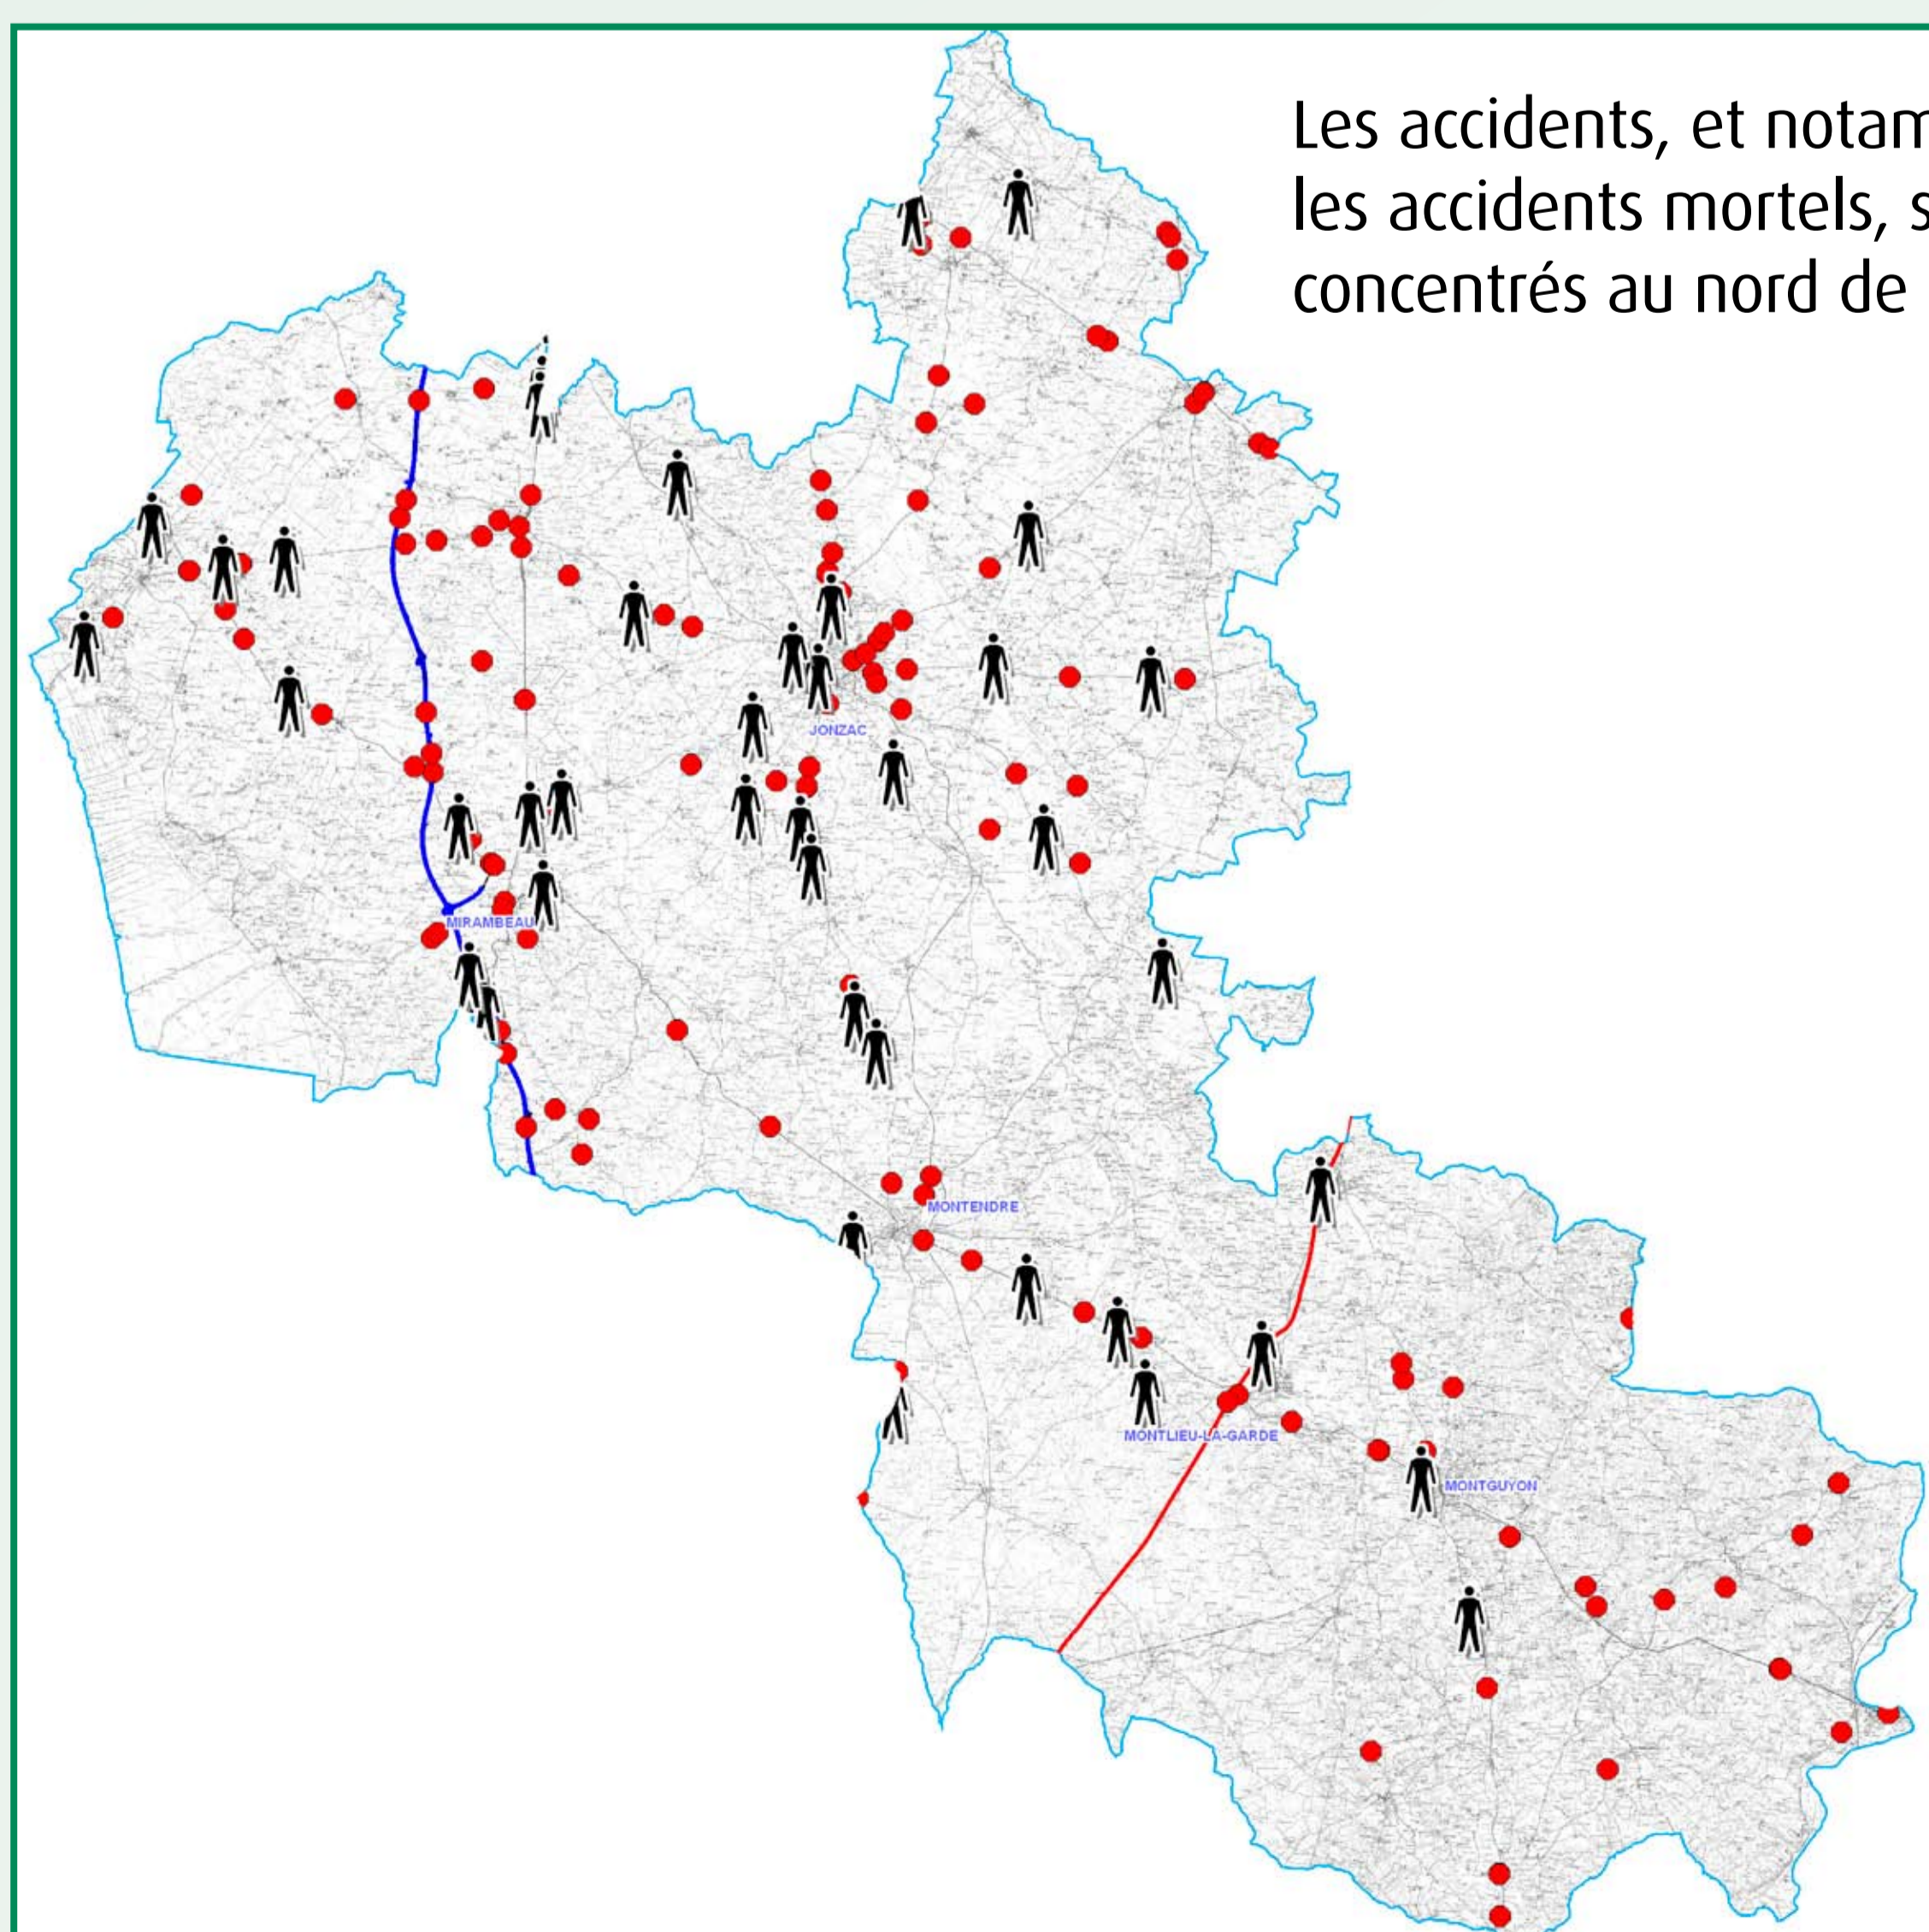 Les accidents, et notam
les accidents mortels, s
concentrés au nord de
JONZAC
MIRAMBEAU
MONTENDRE
MONTLIEU-LA-GARDE
MONTGUYON